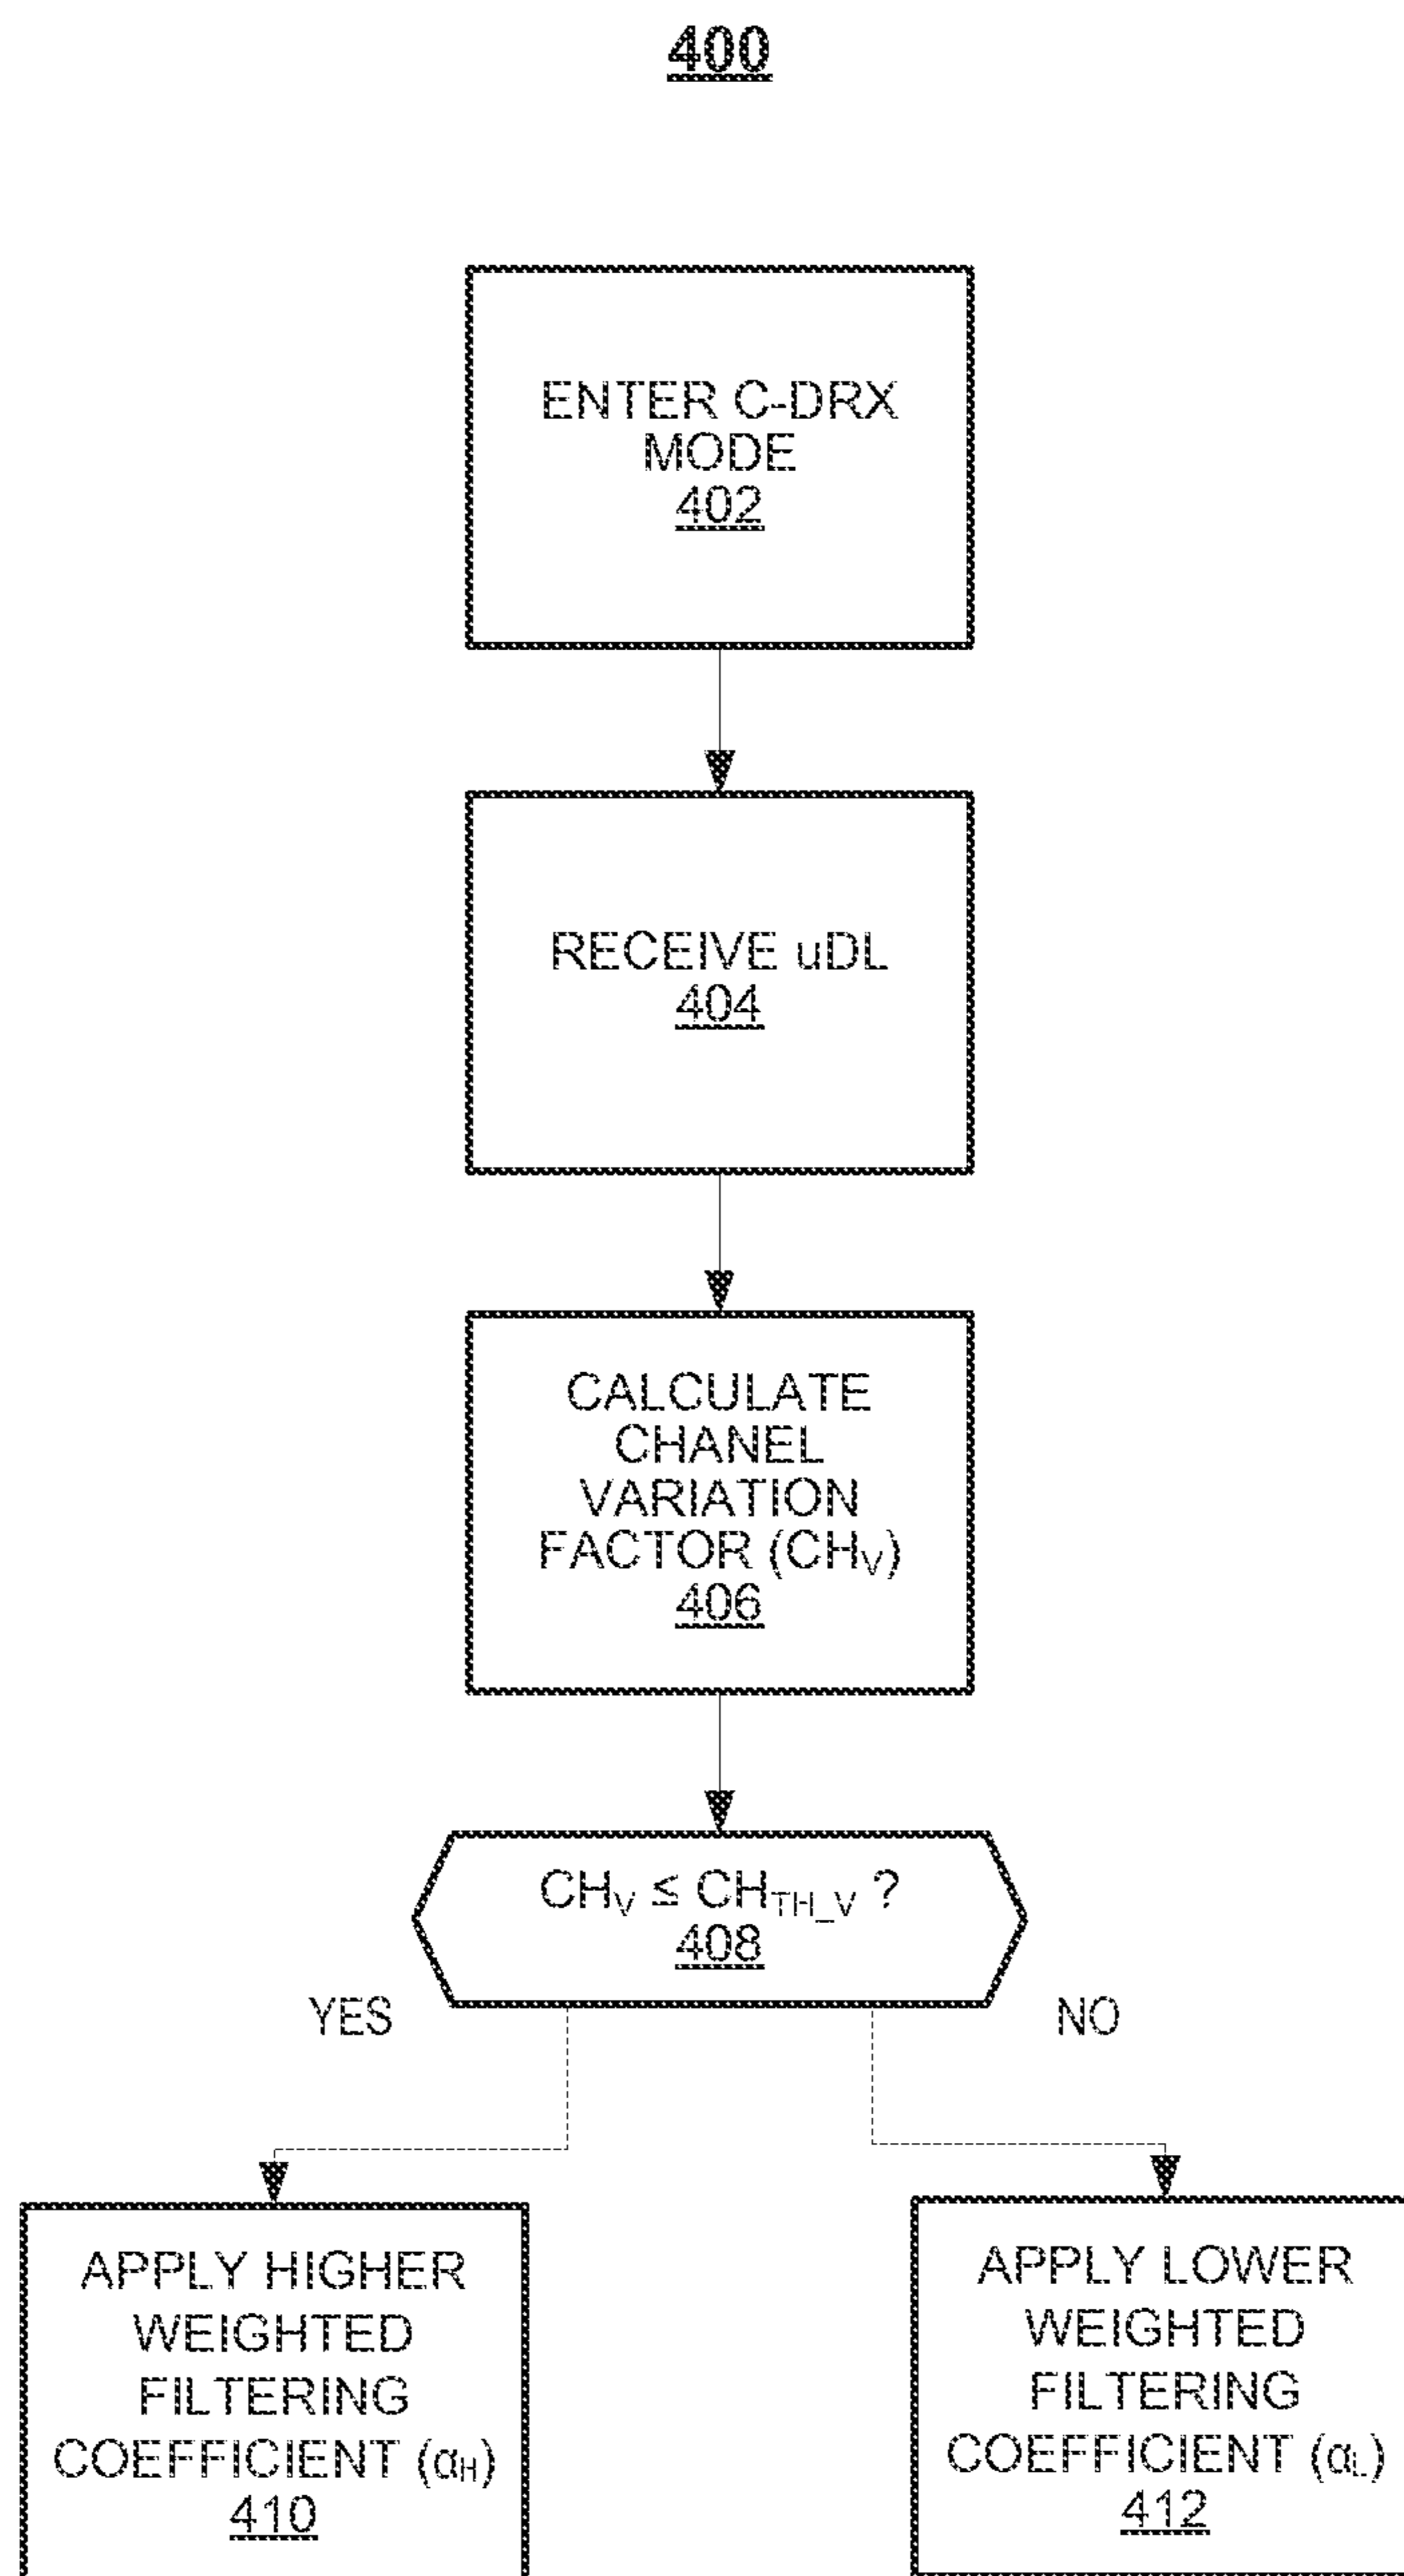 400
ENTER C-DRX
MODE
402
RECEIVE uDL
404
CALCULATE
CHANEL
VARIATION
FACTOR (CHV)
406
CHV ≤ CHTH_V ?
408
YES
NO
APPLY HIGHER
WEIGHTED
FILTERING
COEFFICIENT (αH)
410
APPLY LOWER
WEIGHTED
FILTERING
COEFFICIENT (αL)
412